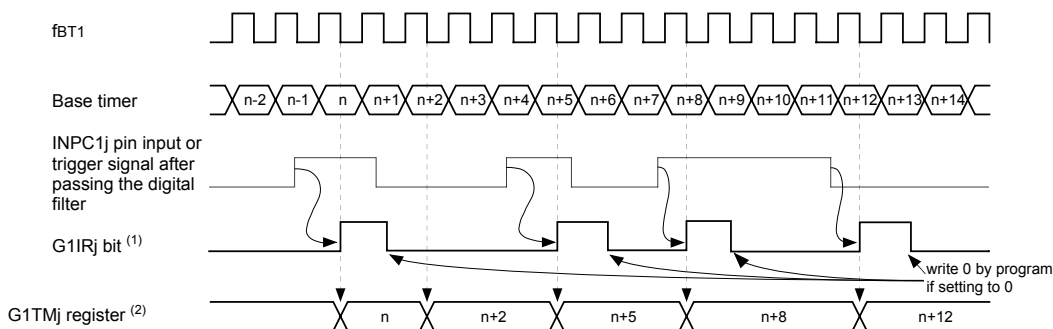 fBT1
Base timer
n-2 n-1 n n+1 n+2 n+3 n+4 n+5 n+6 n+7 n+8 n+9 n+10 n+11 n+12 n+13 n+14
INPC1j pin input or
trigger signal after
passing the digital
filter
G1IRj bit (1)
write 0 by program
if setting to 0
G1TMj register (2)
n n+2 n+5 n+8 n+12